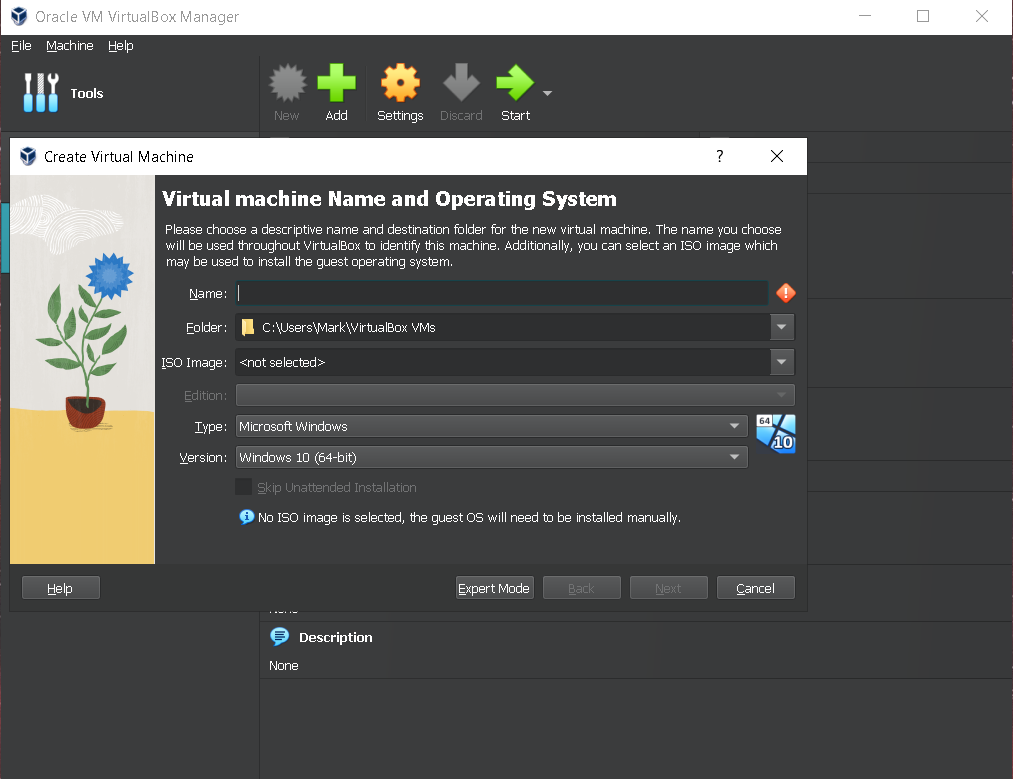 Oracle VM VirtualBox Manager
File Machine Help
Tools
New Add Settings Discard Start
Create Virtual Machine ?
Virtual machine Name and Operating System
Please choose a descriptive name and destination folder for the new virtual machine. The name you choose
will be used throughout VirtualBox to identify this machine. Additionally, you can select an ISO image which
may be used to install the guest operating system.
Name:
Folder: C:\Users\Mark\VirtualBox VMs
ISO Image: <not selected>
Edition:
Type: Microsoft Windows
64
10
Version: Windows 10 (64-bit)
Skip Unattended Installation
No ISO image is selected, the guest OS will need to be installed manually.
Help Expert Mode Back Next Cancel
Description
None